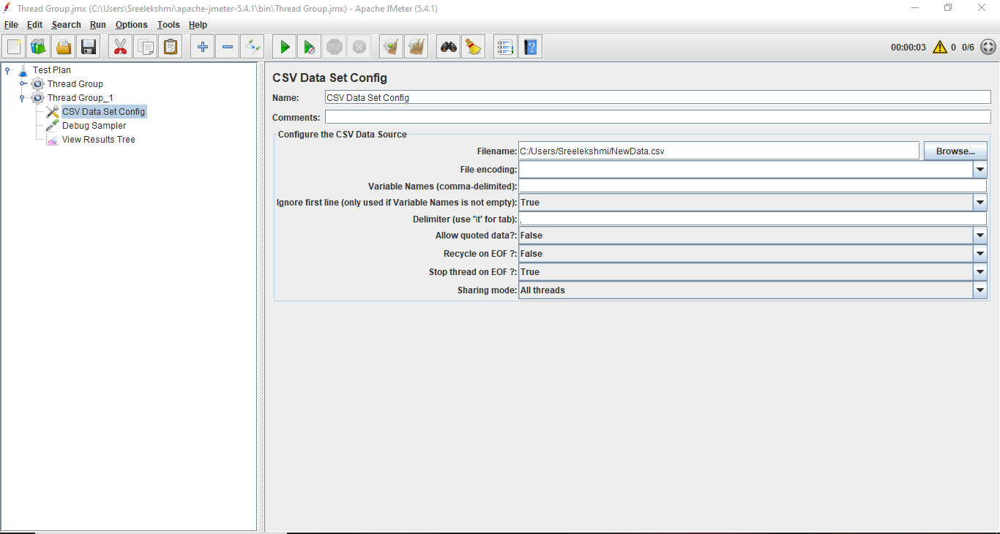 Thread Group.jmx (C:\Users\Sreelekshmi\apache-jmeter-5.4.1\bin\Thread Group.jmx) - Apache JMeter (5.4.1)
File Edit Search Run Options Tools Help
STOP
00:00:03 0 0/6
Test Plan
Thread Group
Thread Group_1
CSV Data Set Config
Debug Sampler
View Results Tree
CSV Data Set Config
Name: CSV Data Set Config
Comments:
Configure the CSV Data Source
Filename: C:/Users/Sreelekshmi/NewData.csv Browse...
File encoding:
Variable Names (comma-delimited):
Ignore first line (only used if Variable Names is not empty): True
Delimiter (use '\t' for tab): ,
Allow quoted data?: False
Recycle on EOF ?: False
Stop thread on EOF ?: True
Sharing mode: All threads